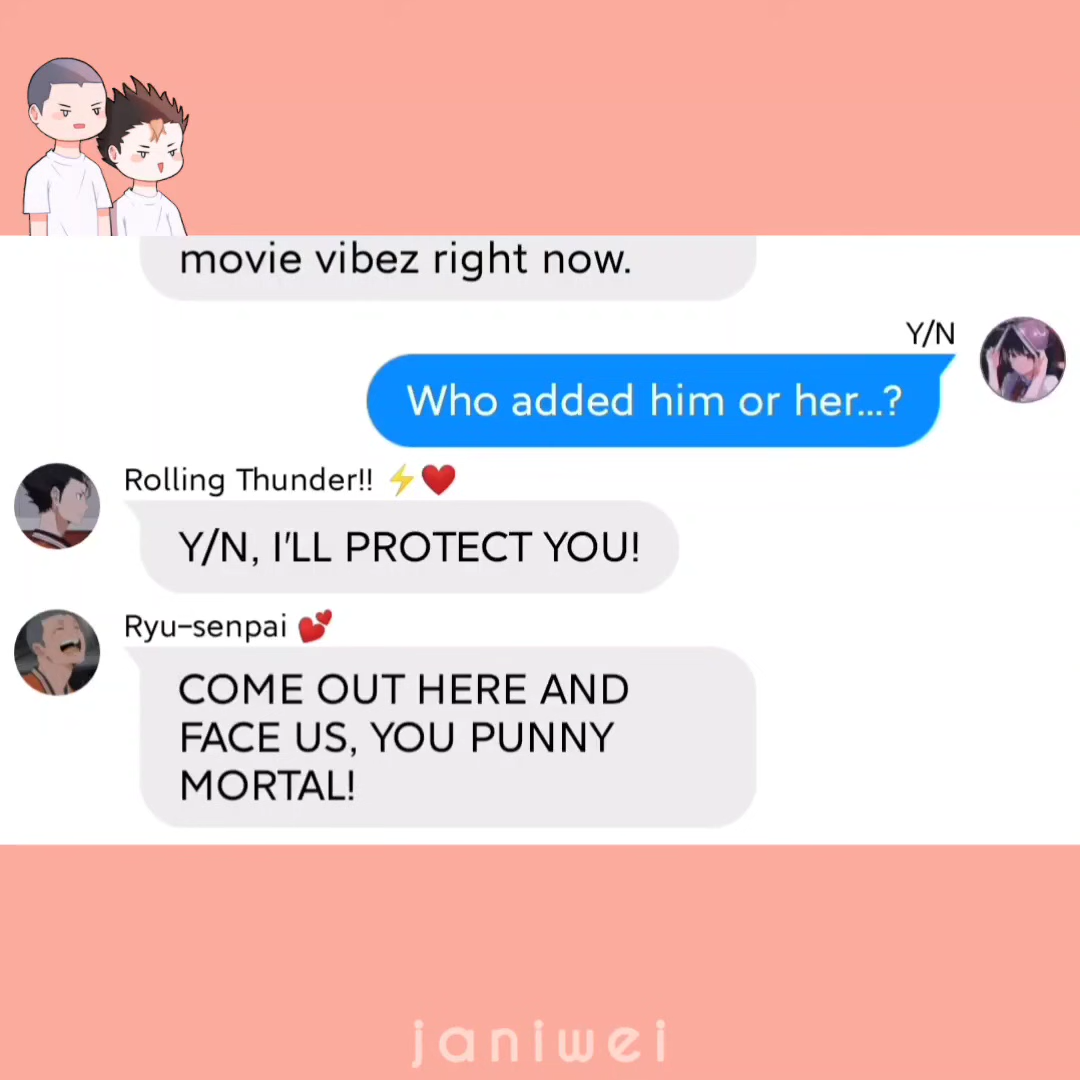 movie vibez right now.
Y/N
Who added him or her...?
Rolling Thunder!! ⚡❤️
Y/N, I'LL PROTECT YOU!
Ryu-senpai 💕
COME OUT HERE AND
FACE US, YOU PUNNY
MORTAL!
janiwei